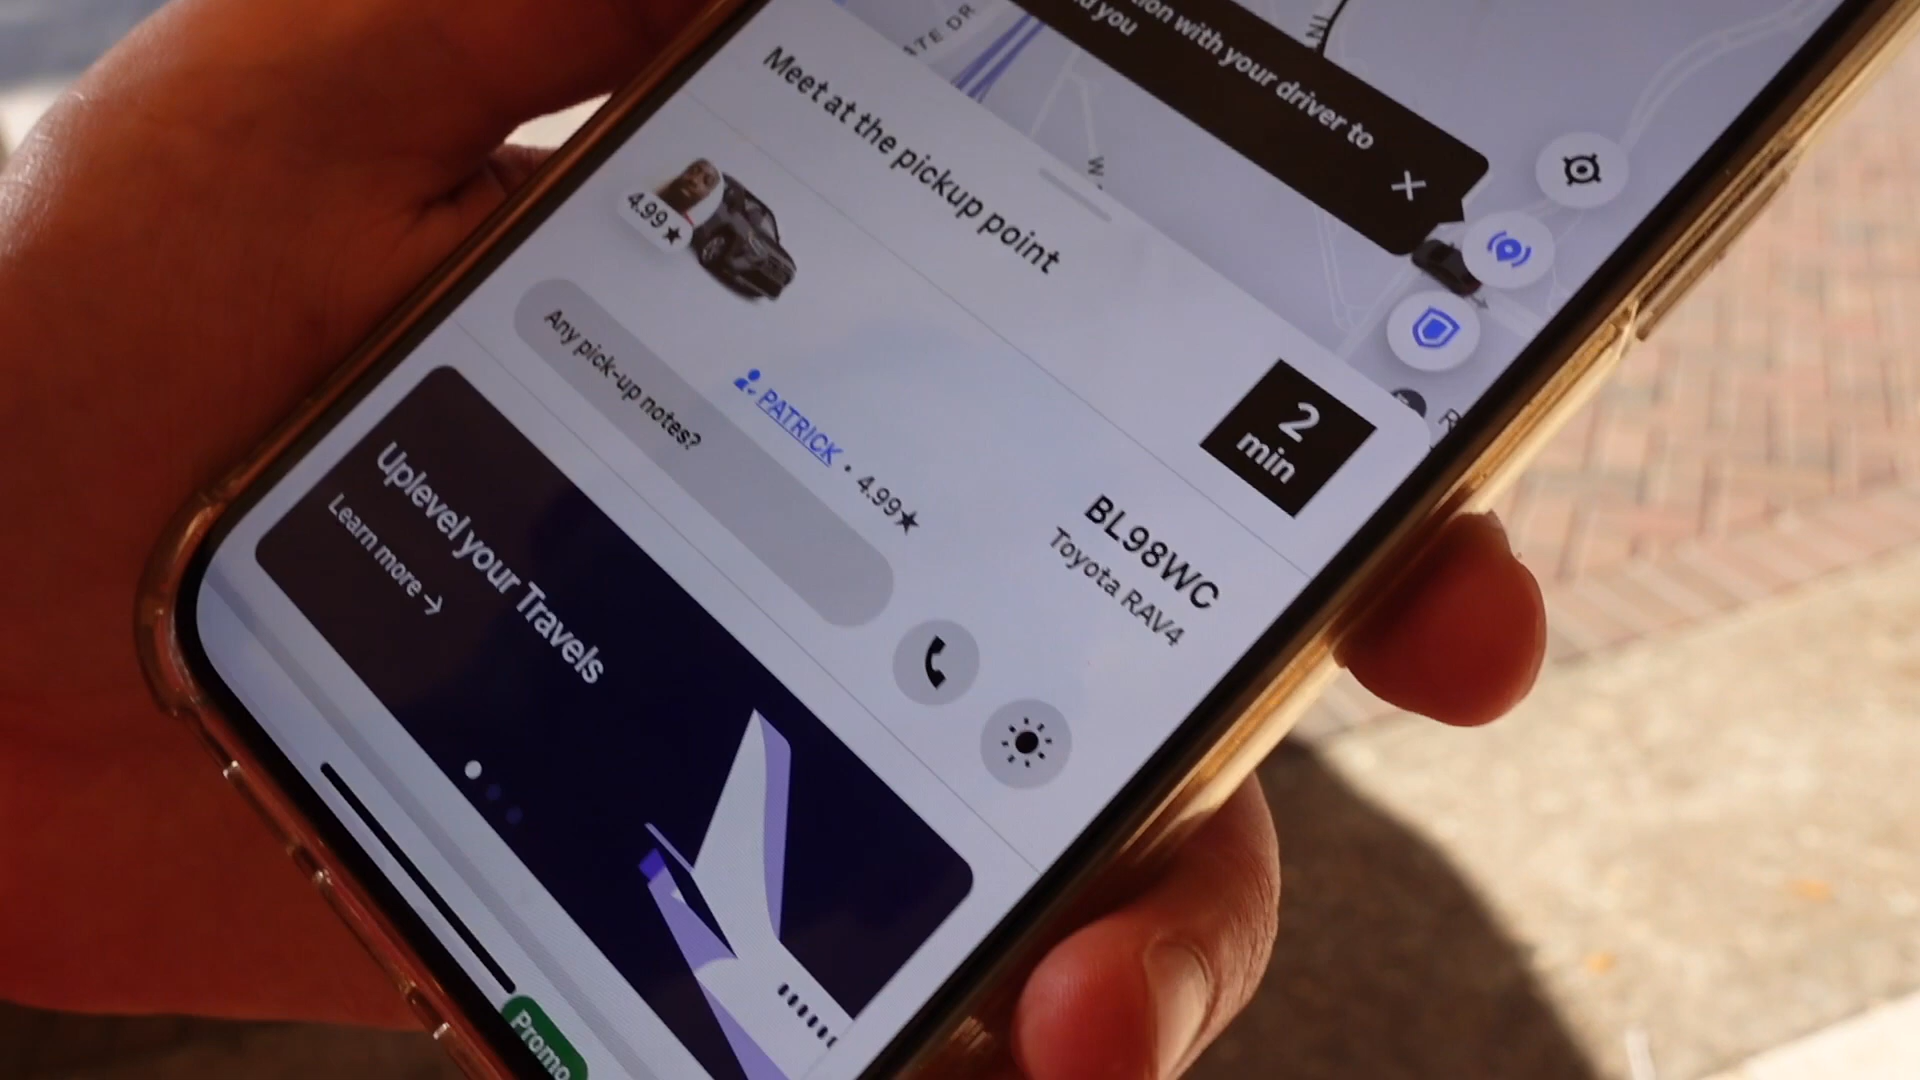 tion with your driver to
d you
Meet at the pickup point
2
min
4.99★
BL98WC
Toyota RAV4
PATRICK • 4.99★
Any pick-up notes?
Uplevel your Travels
Learn more →
Promo